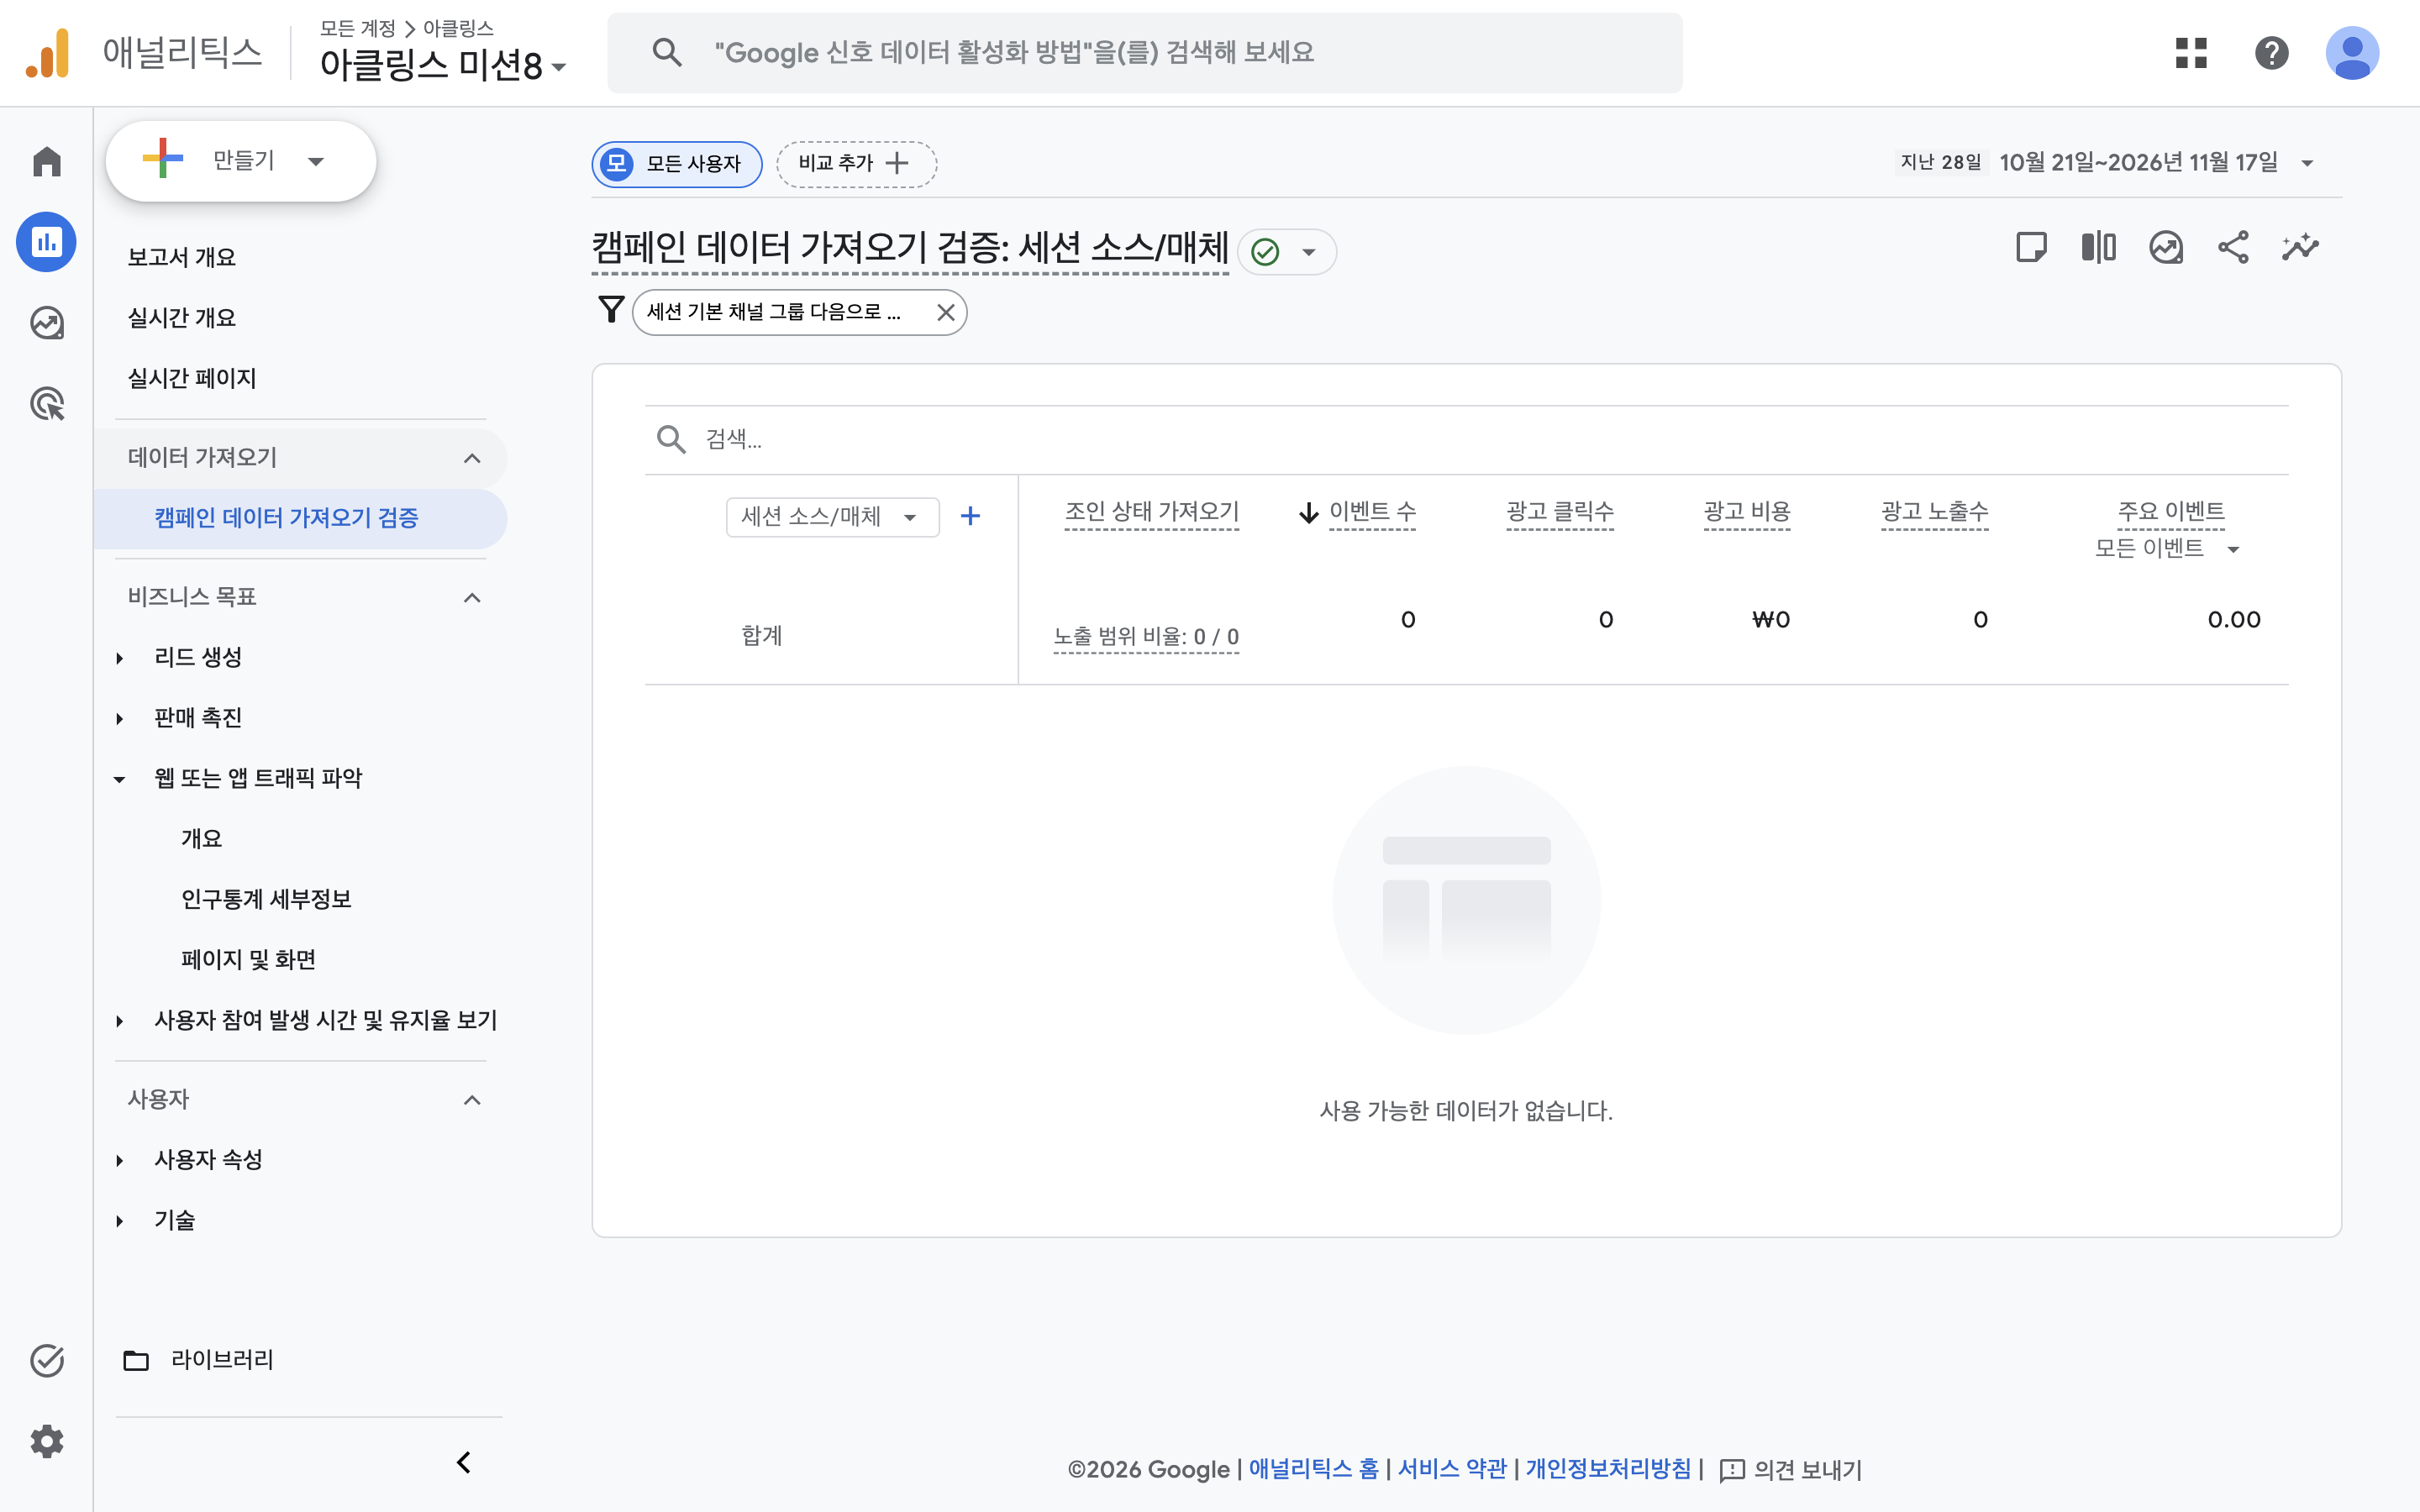 애널리틱스
모든 계정 > 아클링스
아클링스 미션8
"Google 신호 데이터 활성화 방법"을(를) 검색해 보세요
만들기
보고서 개요
실시간 개요
실시간 페이지
데이터 가져오기
캠페인 데이터 가져오기 검증
비즈니스 목표
리드 생성
판매 촉진
웹 또는 앱 트래픽 파악
개요
인구통계 세부정보
페이지 및 화면
사용자 참여 발생 시간 및 유지율 보기
사용자
사용자 속성
기술
라이브러리
모 모든 사용자
비교 추가
지난 28일 10월 21일~2026년 11월 17일
캠페인 데이터 가져오기 검증: 세션 소스/매체
세션 기본 채널 그룹 다음으로 ...
검색...
세션 소스/매체 조인 상태 가져오기 이벤트 수 광고 클릭수 광고 비용 광고 노출수 주요 이벤트
모든 이벤트
합계 노출 범위 비율: 0 / 0 0 0 ₩0 0 0.00
사용 가능한 데이터가 없습니다.
©2026 Google | 애널리틱스 홈 | 서비스 약관 | 개인정보처리방침 | 의견 보내기